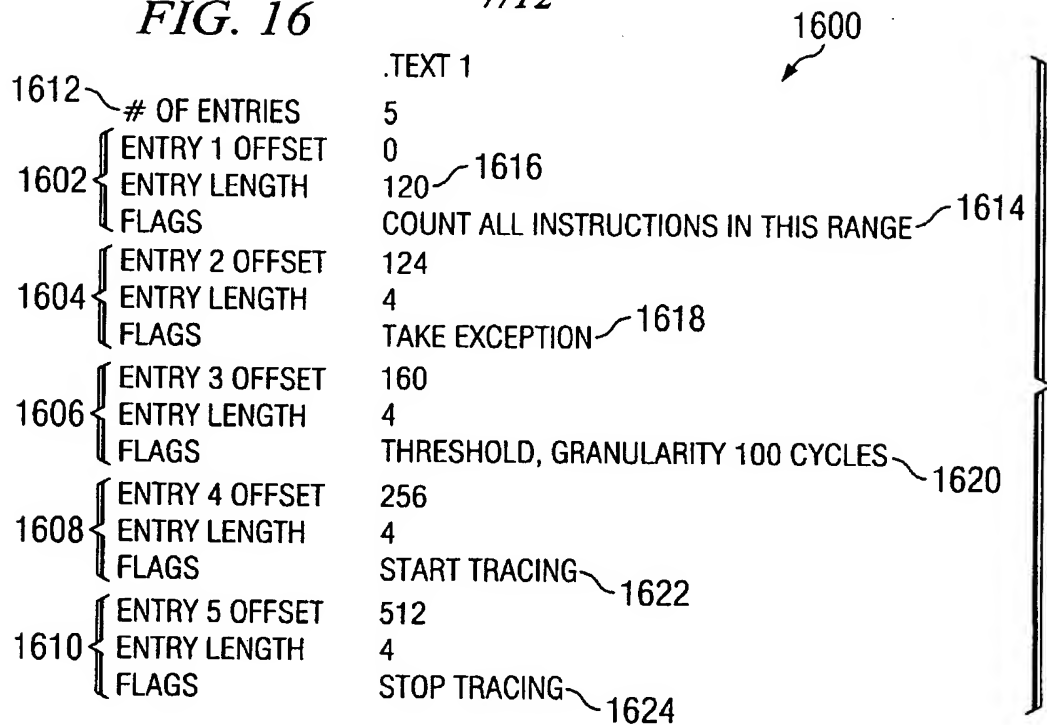 FIG. 16
7/12
1600
.TEXT 1
1612 # OF ENTRIES 5
ENTRY 1 OFFSET 0
1602 ENTRY LENGTH 120 1616
FLAGS COUNT ALL INSTRUCTIONS IN THIS RANGE 1614
ENTRY 2 OFFSET 124
1604 ENTRY LENGTH 4
FLAGS TAKE EXCEPTION 1618
ENTRY 3 OFFSET 160
1606 ENTRY LENGTH 4
FLAGS THRESHOLD, GRANULARITY 100 CYCLES 1620
ENTRY 4 OFFSET 256
1608 ENTRY LENGTH 4
FLAGS START TRACING 1622
ENTRY 5 OFFSET 512
1610 ENTRY LENGTH 4
FLAGS STOP TRACING 1624